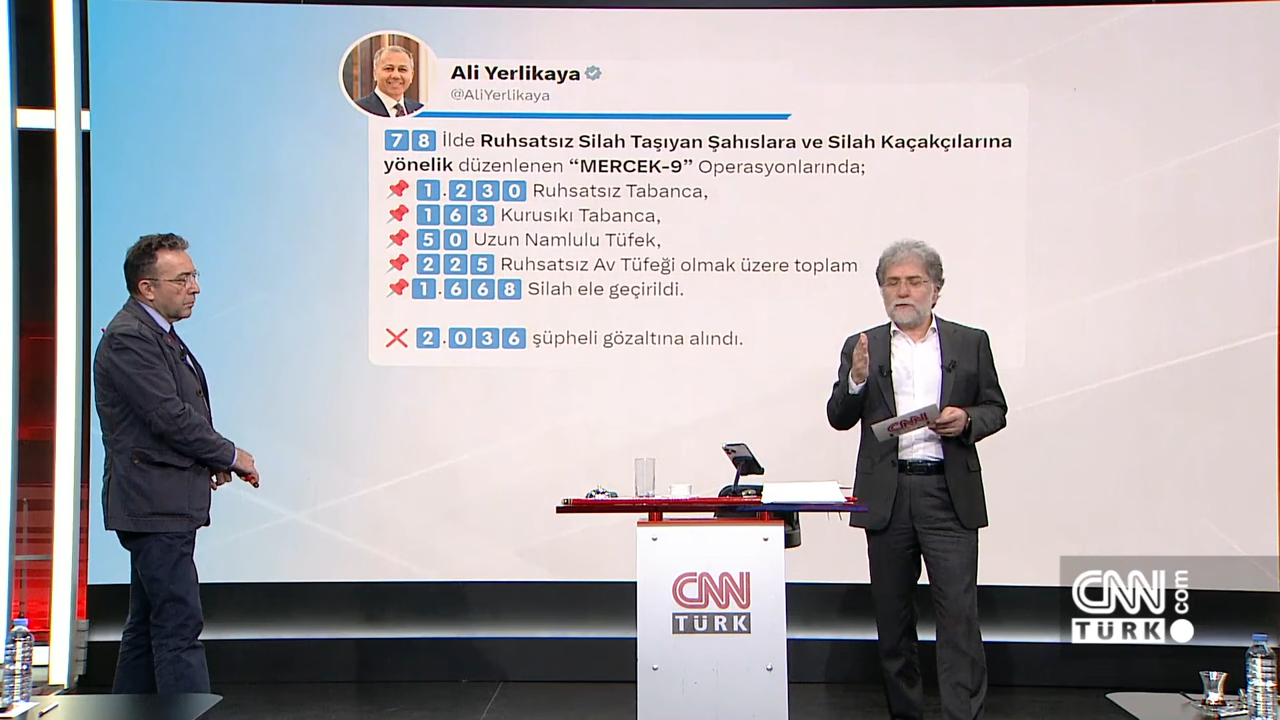 Ali Yerlikaya
@AliYerlikaya
78 İlde Ruhsatsız Silah Taşıyan Şahıslara ve Silah Kaçakçılarına
yönelik düzenlenen “MERCEK-9” Operasyonlarında;
1.230 Ruhsatsız Tabanca,
163 Kurusıkı Tabanca,
50 Uzun Namlulu Tüfek,
225 Ruhsatsız Av Tüfeği olmak üzere toplam
1.668 Silah ele geçirildi.
2.036 şüpheli gözaltına alındı.
CNN
CNN
TÜRK
CNN
TÜRK
.com